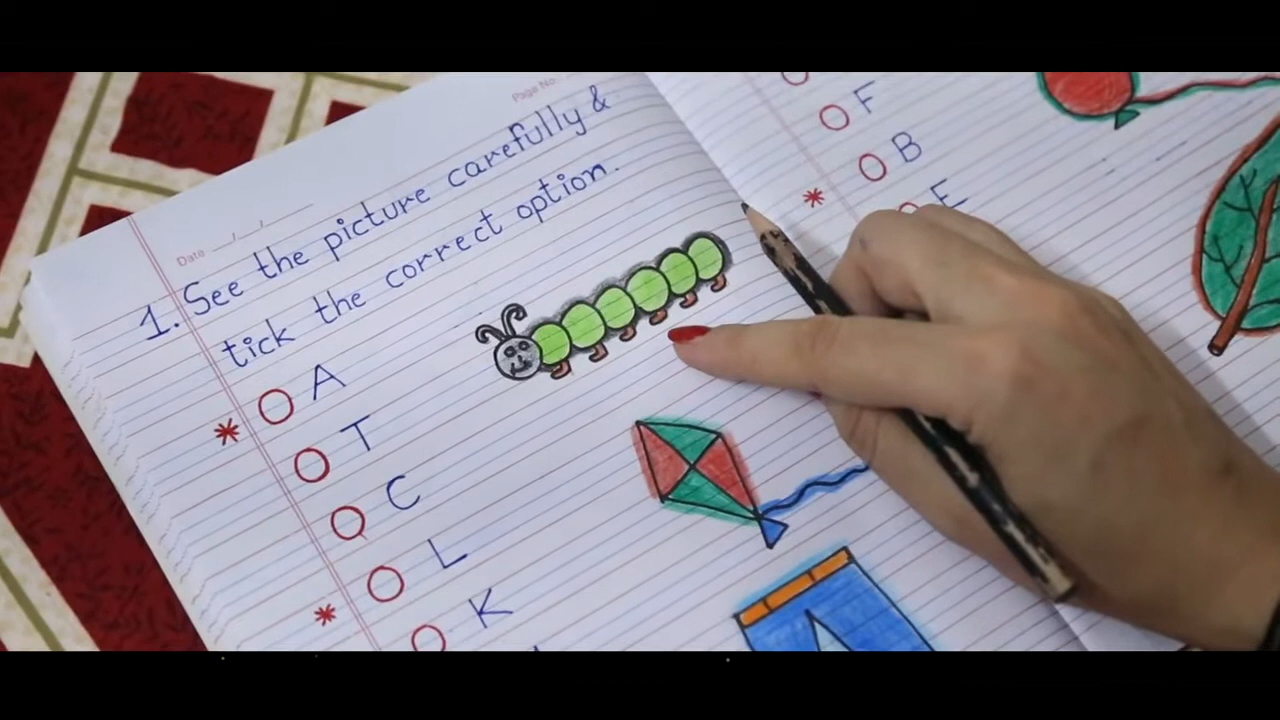 Page No.
Date / /
1. See the picture carefully &
tick the correct option.
* O A
O T
O C
* O L
O K
O F
O B
* O E